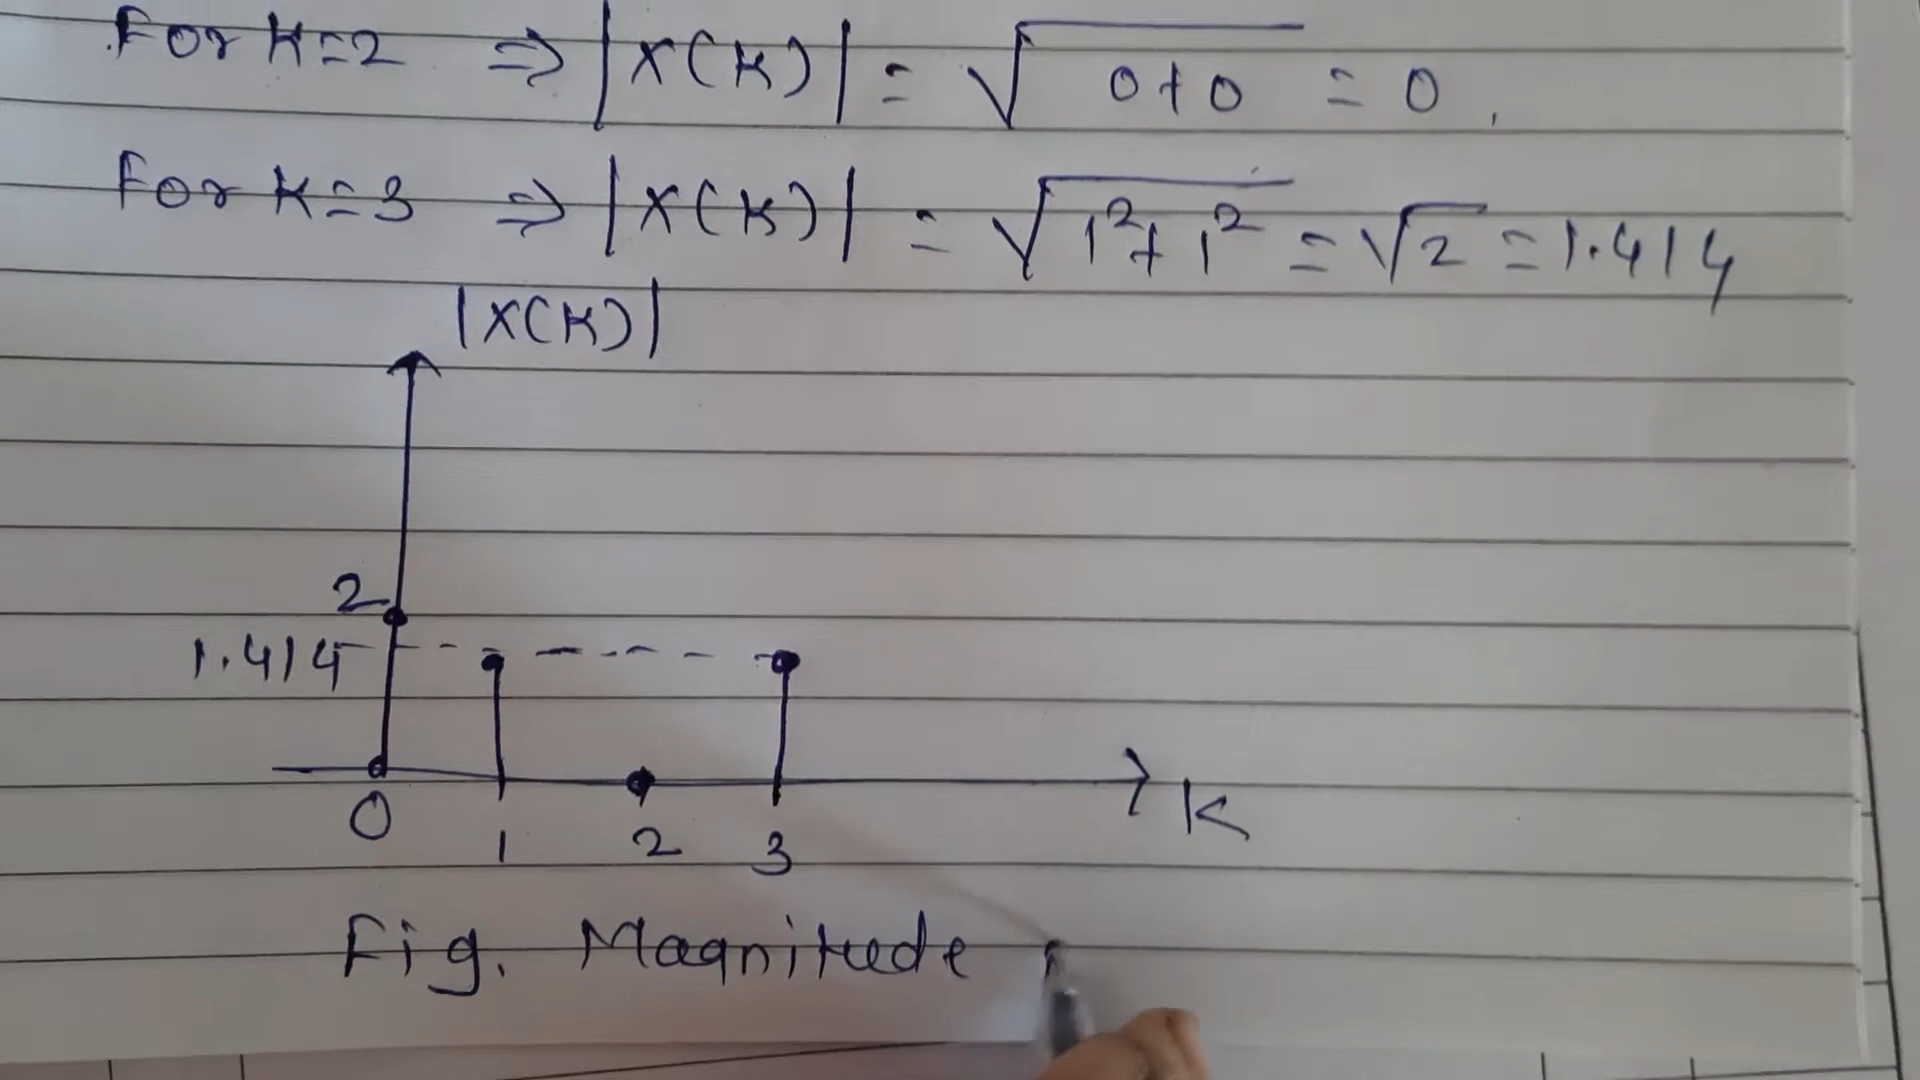 For K=2 ⇒ |X(K)| = √0+0 = 0.
For K=3 ⇒ |X(K)| = √1²+1² = √2 = 1.414
|X(K)|
2
1.414
0 1 2 3 K
Fig. Magnitude